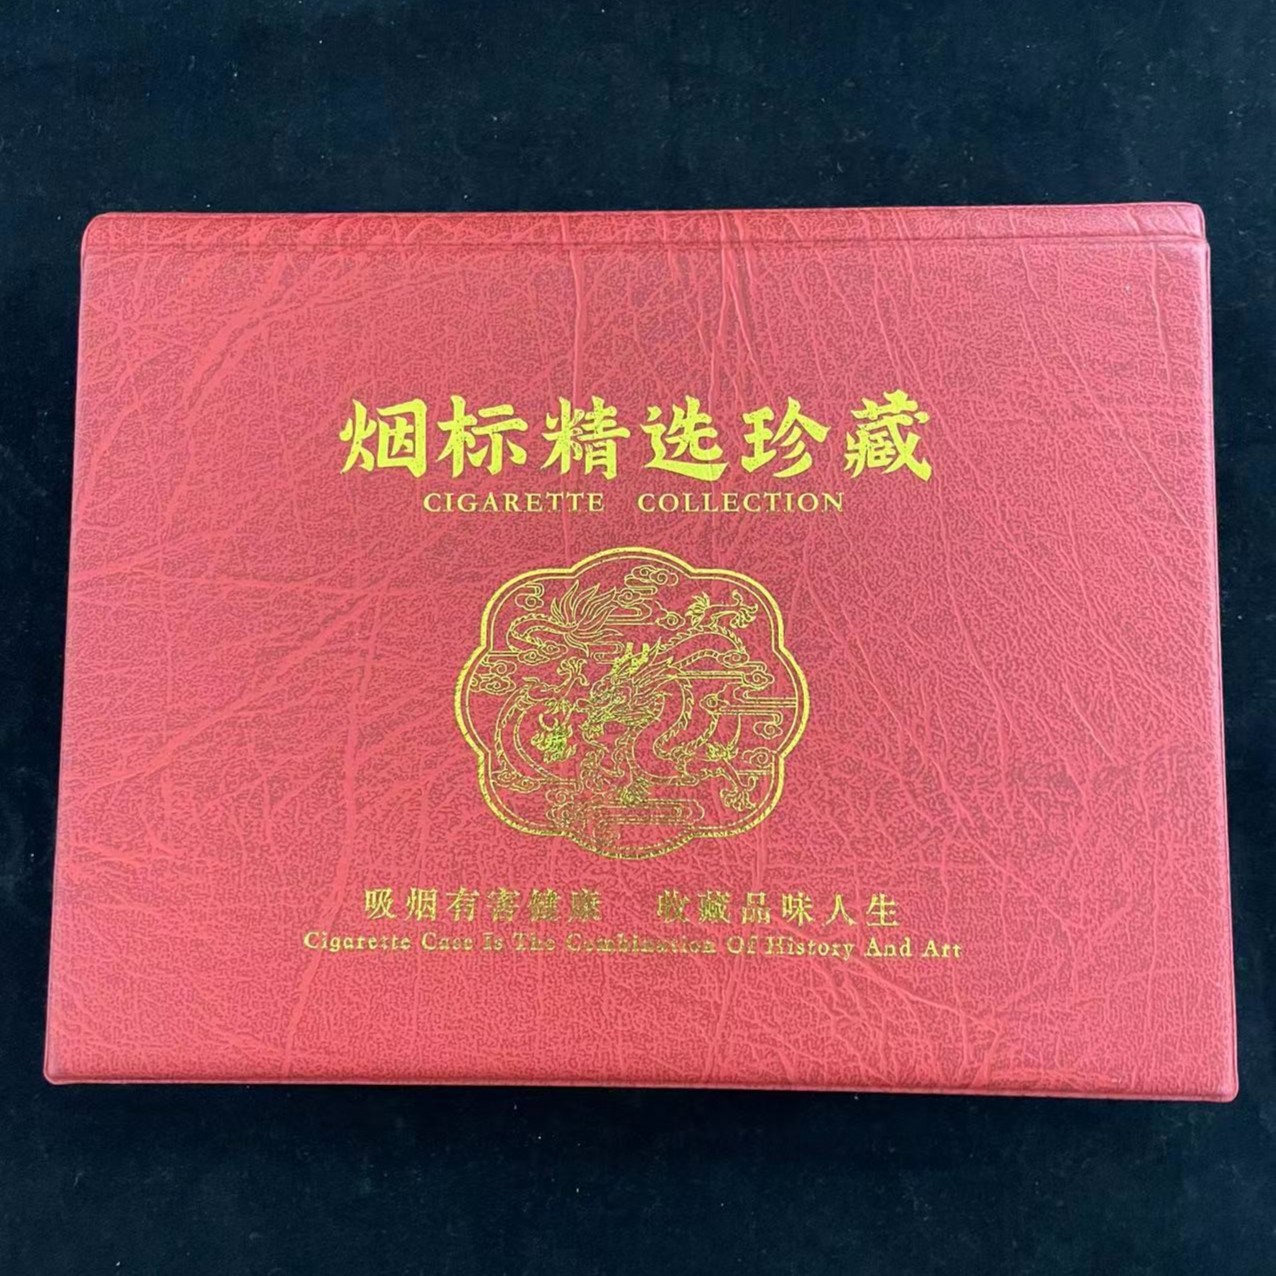 烟标精选珍藏
CIGARETTE COLLECTION
吸烟有害健康 收藏品味人生
Cigarette Case Is The Combination Of History And Art